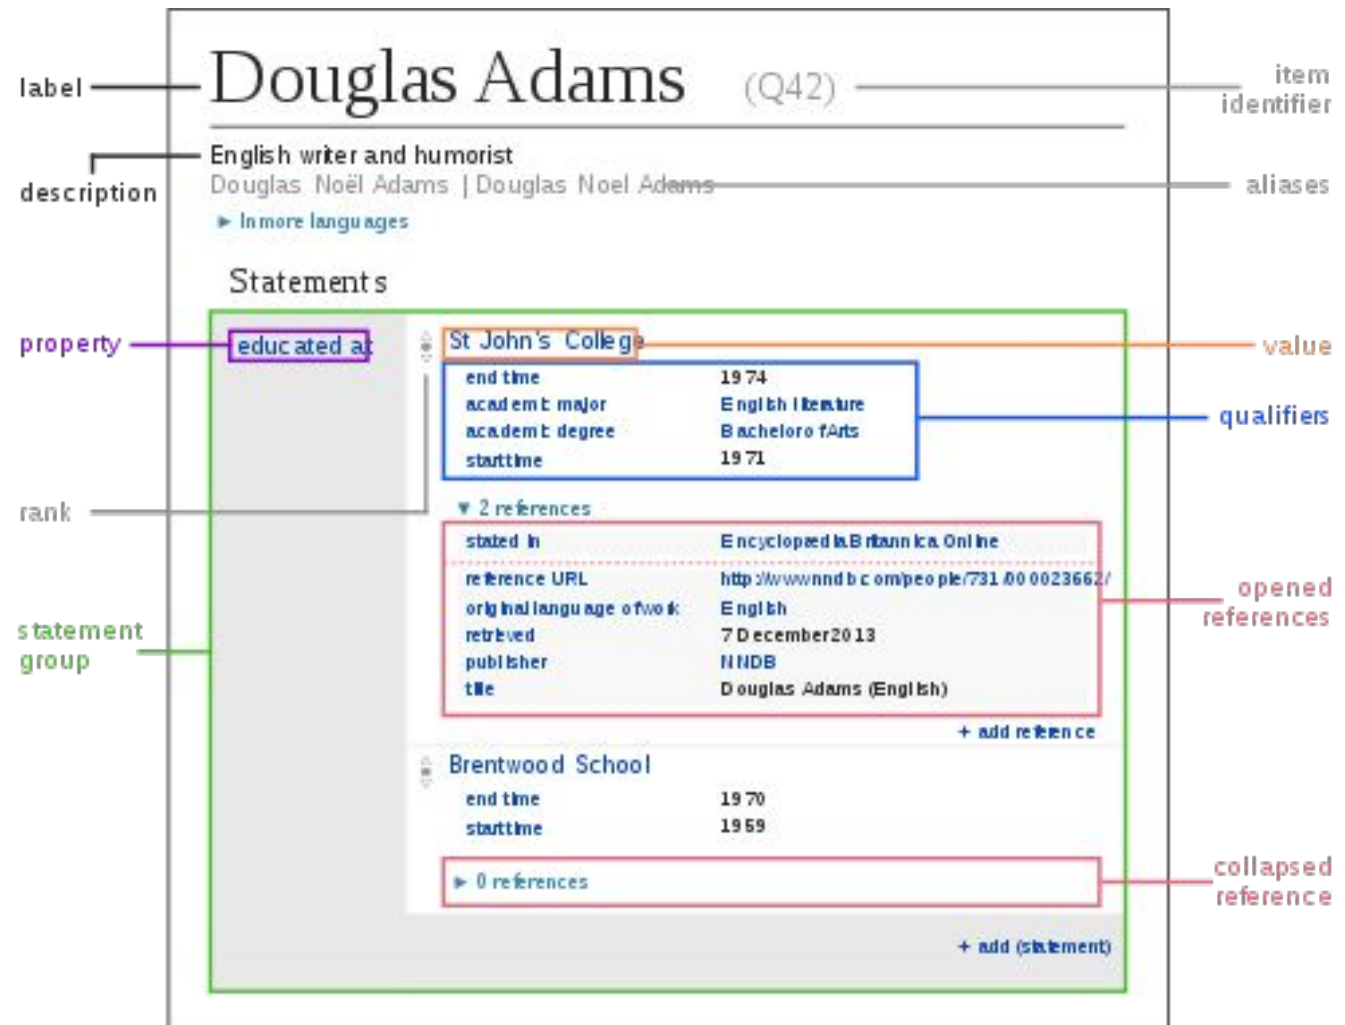 label
Douglas Adams (Q42)
item identifier
English writer and humorist
description
Douglas Noël Adams | Douglas Noel Adams
aliases
► In more languages
Statements
property
educated at
St John's College
value
end time 1974
academic major English literature
academic degree Bachelor of Arts
start time 1971
qualifiers
rank
▼ 2 references
stated in Encyclopædia Britannica Online
reference URL http://www.nndb.com/people/731/000023662/
original language of work English
retrieved 7 December 2013
publisher NNDB
title Douglas Adams (English)
opened
references
statement
group
+ add reference
Brentwood School
end time 1970
start time 1959
► 0 references
collapsed
reference
+ add (statement)